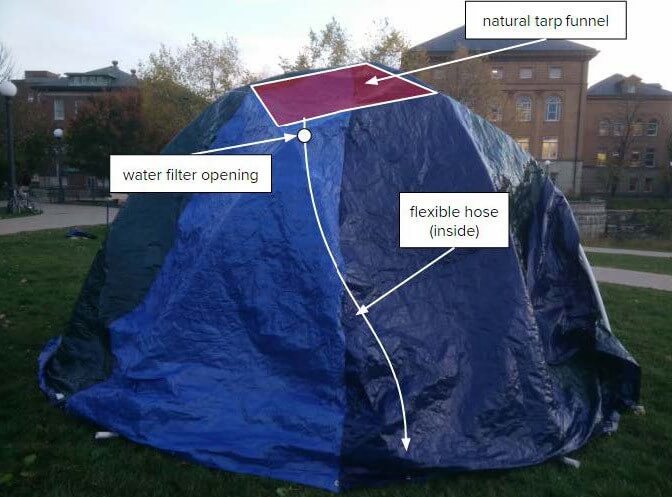 natural tarp funnel
water filter opening
flexible hose
(inside)